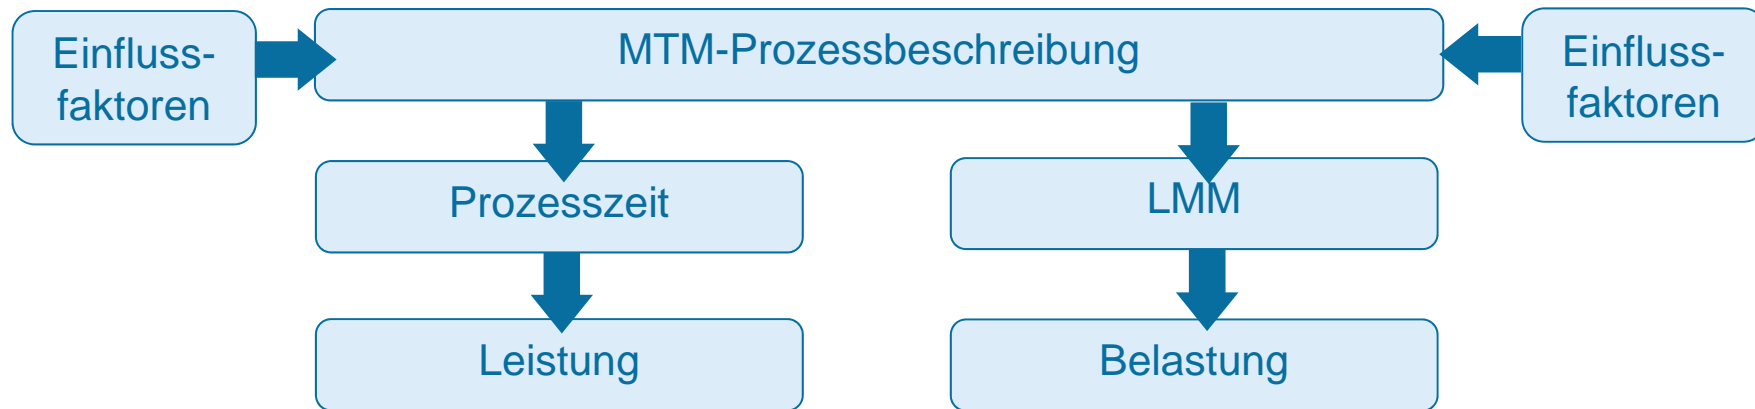 Einfluss-
faktoren
MTM-Prozessbeschreibung
Einfluss-
faktoren
Prozesszeit
LMM
Leistung
Belastung